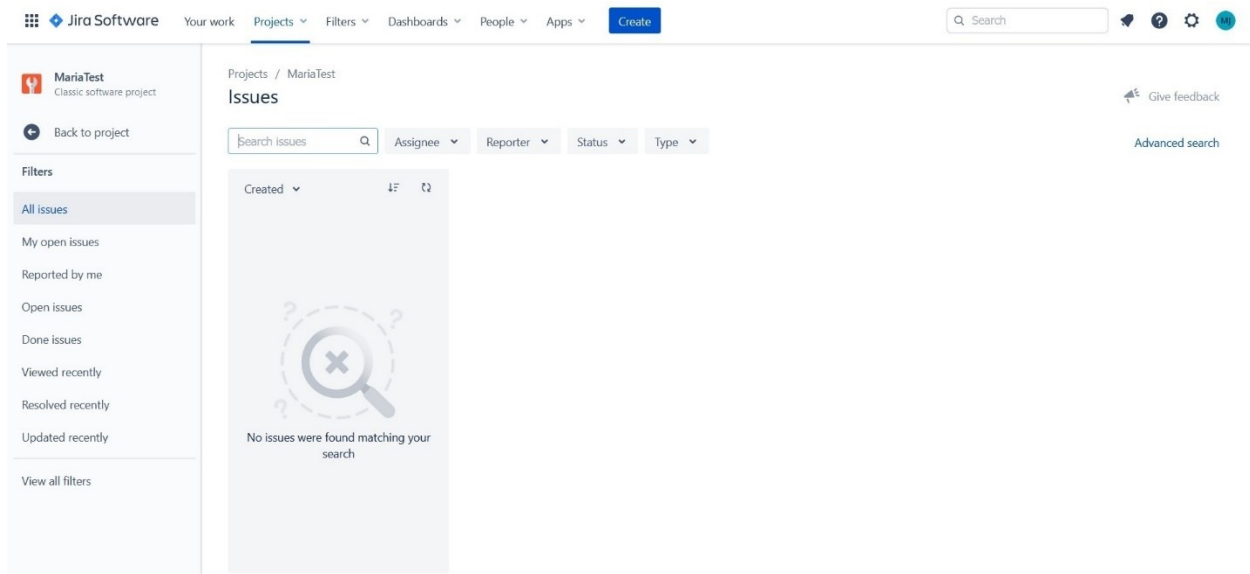 Jira Software Your work Projects Filters Dashboards People Apps Create Search MJ
MariaTest
Classic software project
Back to project
Filters
All issues
My open issues
Reported by me
Open issues
Done issues
Viewed recently
Resolved recently
Updated recently
View all filters
Projects / MariaTest
Issues
Give feedback
Search issues Assignee Reporter Status Type Advanced search
Created
No issues were found matching your
search